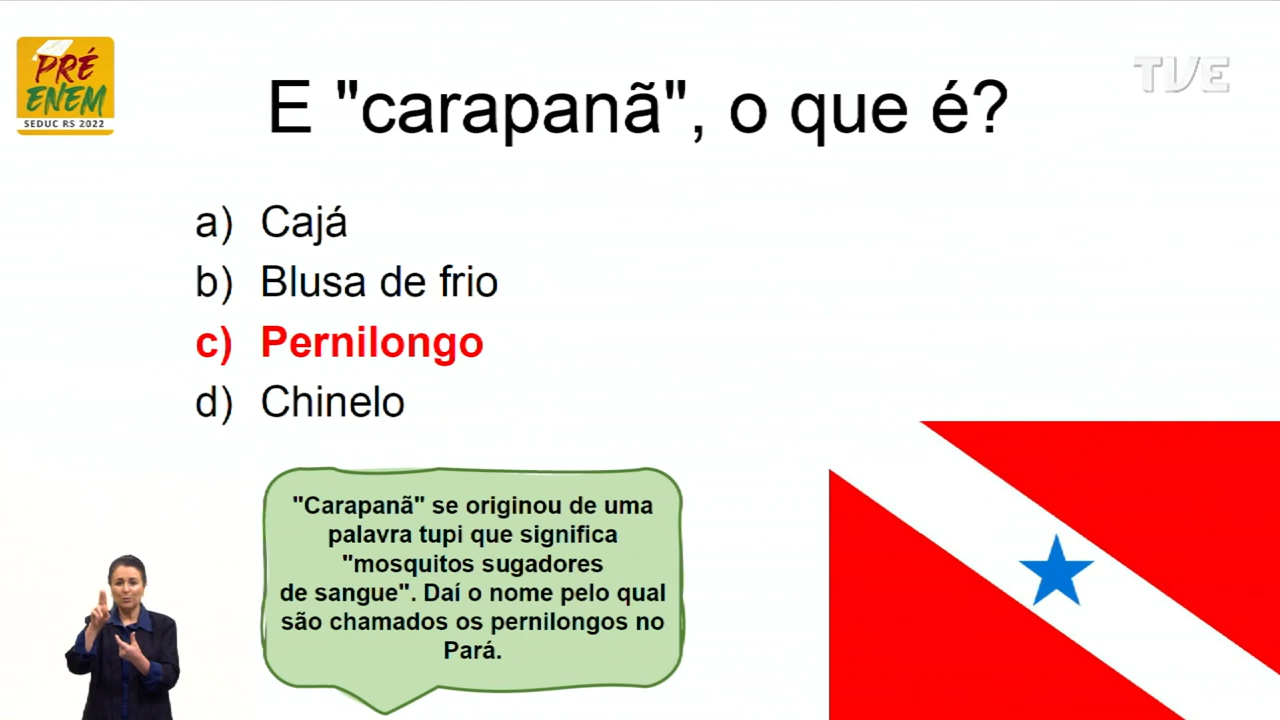 PRÉ
ENEM
SEDUC RS 2022
TVE
E "carapanã", o que é?
a) Cajá
b) Blusa de frio
c) Pernilongo
d) Chinelo
"Carapanã" se originou de uma
palavra tupi que significa
"mosquitos sugadores
de sangue". Daí o nome pelo qual
são chamados os pernilongos no
Pará.